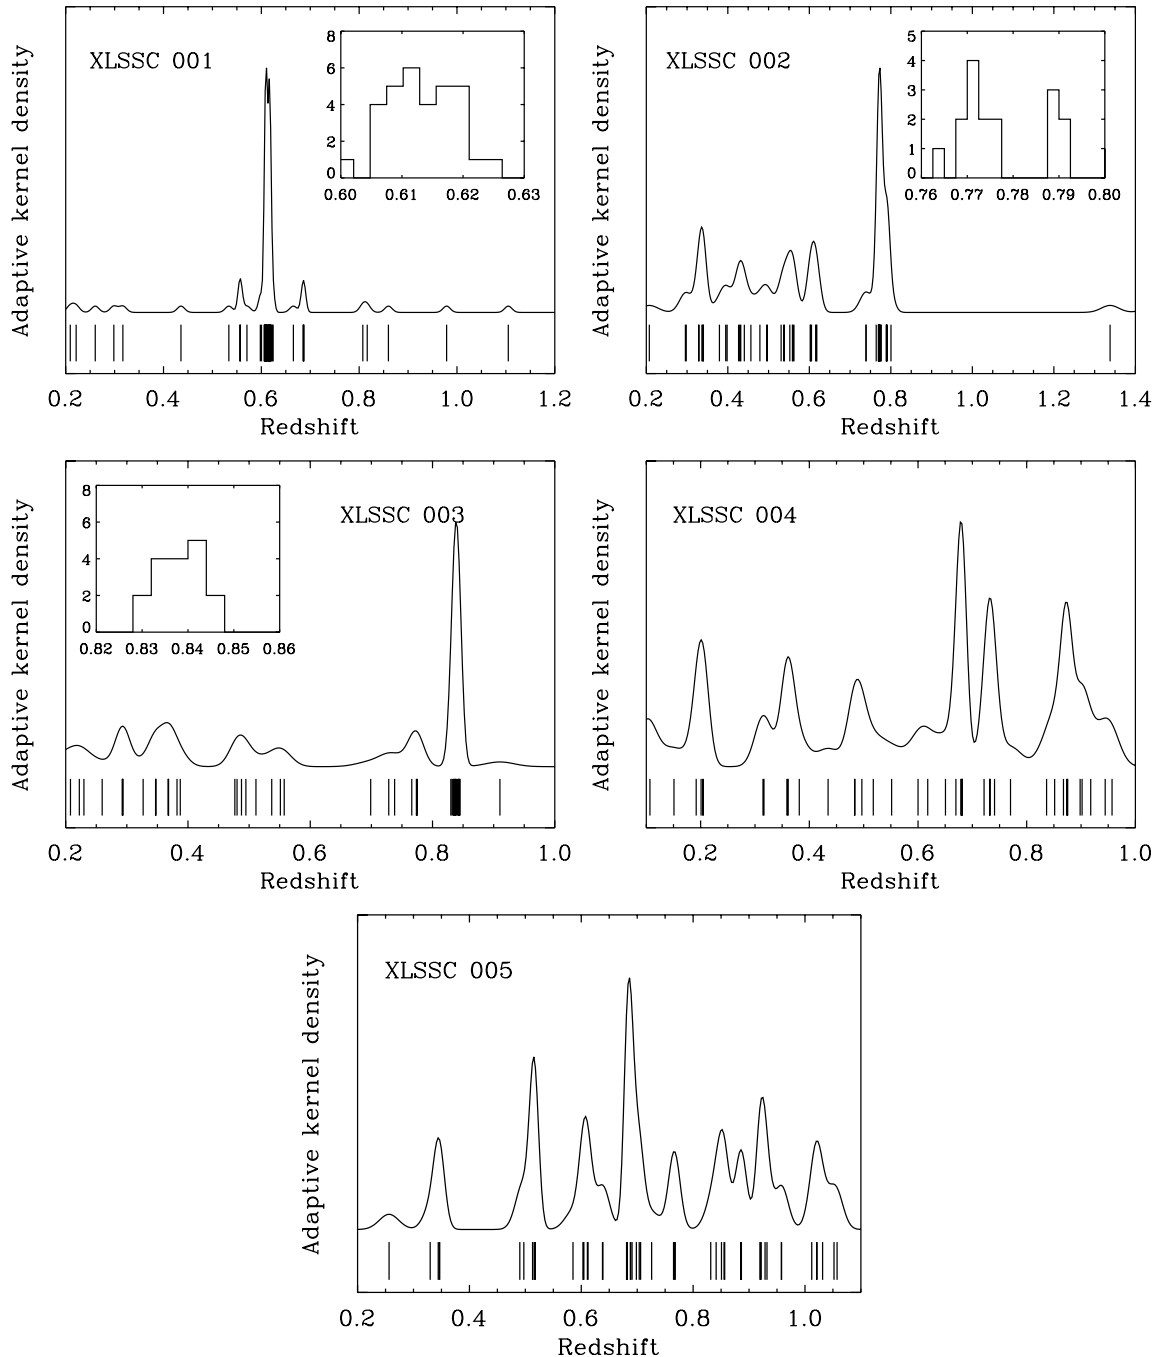 Adaptive kernel density
XLSSC 001
8
6
4
2
0
0.60 0.61 0.62 0.63
0.2 0.4 0.6 0.8 1.0 1.2
Redshift
Adaptive kernel density
XLSSC 002
5
4
3
2
1
0
0.76 0.77 0.78 0.79 0.80
0.2 0.4 0.6 0.8 1.0 1.2 1.4
Redshift
Adaptive kernel density
XLSSC 003
8
6
4
2
0
0.82 0.83 0.84 0.85 0.86
0.2 0.4 0.6 0.8 1.0
Redshift
Adaptive kernel density
XLSSC 004
0.2 0.4 0.6 0.8 1.0
Redshift
Adaptive kernel density
XLSSC 005
0.2 0.4 0.6 0.8 1.0
Redshift